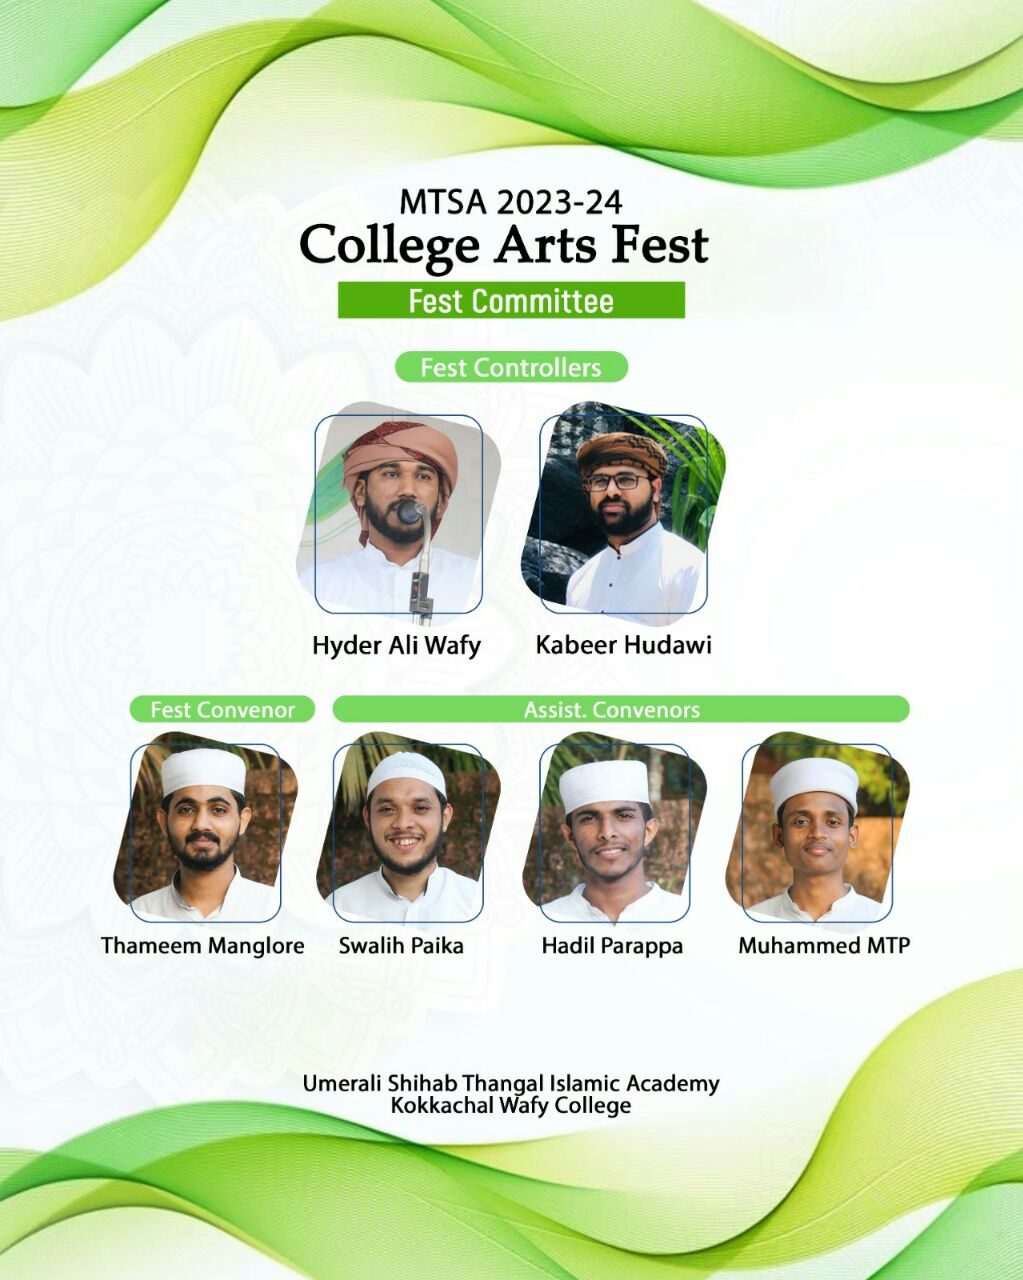 MTSA 2023-24
College Arts Fest
Fest Committee
Fest Controllers
Hyder Ali Wafy
Kabeer Hudawi
Fest Convenor
Assist. Convenors
Thameem Manglore
Swalih Paika
Hadil Parappa
Muhammed MTP
Umerali Shihab Thangal Islamic Academy
Kokkachal Wafy College